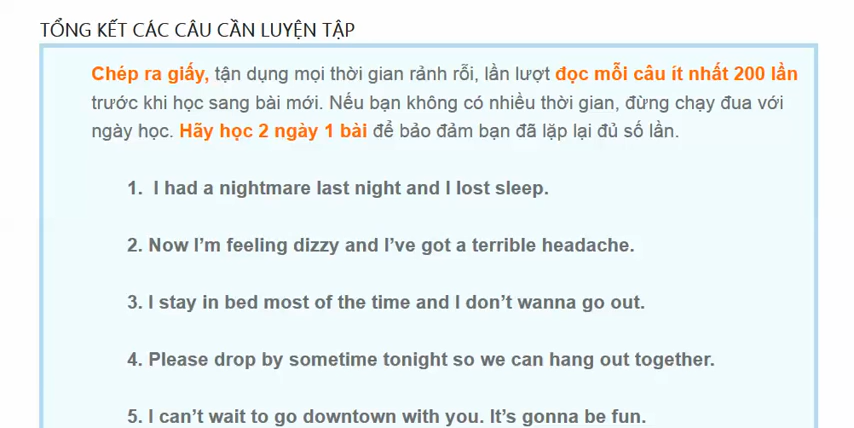 TỔNG KẾT CÁC CÂU CẦN LUYỆN TẬP
Chép ra giấy, tận dụng mọi thời gian rảnh rỗi, lần lượt đọc mỗi câu ít nhất 200 lần
trước khi học sang bài mới. Nếu bạn không có nhiều thời gian, đừng chạy đua với
ngày học. Hãy học 2 ngày 1 bài để bảo đảm bạn đã lặp lại đủ số lần.
1. I had a nightmare last night and I lost sleep.
2. Now I’m feeling dizzy and I’ve got a terrible headache.
3. I stay in bed most of the time and I don’t wanna go out.
4. Please drop by sometime tonight so we can hang out together.
5. I can’t wait to go downtown with you. It’s gonna be fun.